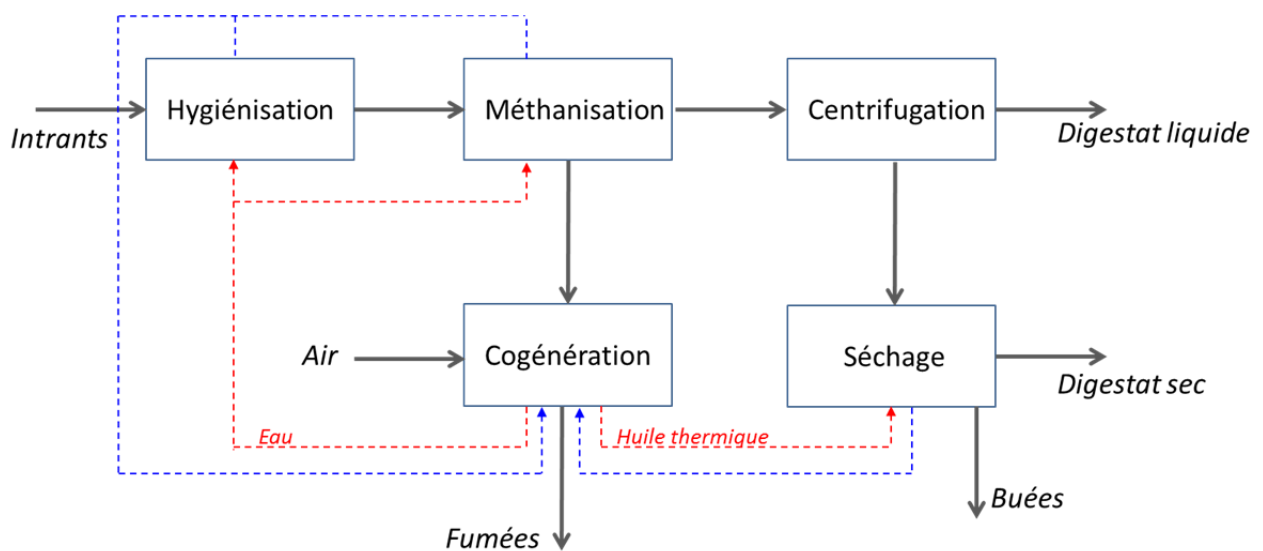 Hygiénisation
Méthanisation
Centrifugation
Intrants
Digestat liquide
Air
Cogénération
Séchage
Digestat sec
Eau
Huile thermique
Buées
Fumées